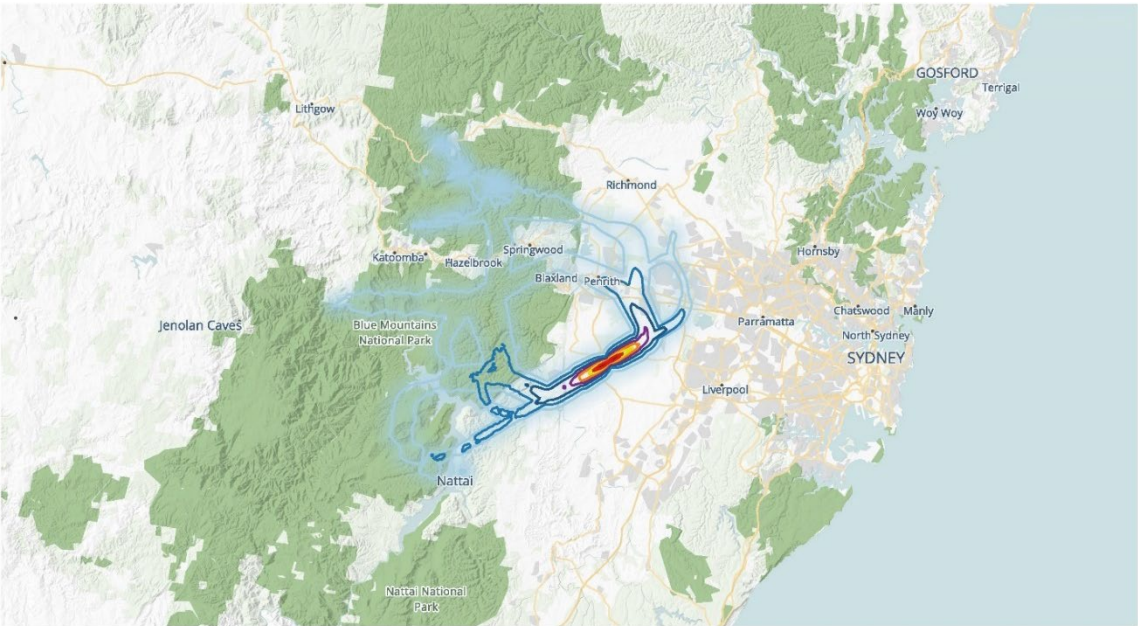 GOSFORD
Terrigal
Lithgow
Woy Woy
Richmond
Springwood
Hornsby
Katoomba
Hazelbrook
Blaxland
Penrith
Chatswood
Manly
Jenolan Caves
Blue Mountains
National Park
Parramatta
North Sydney
SYDNEY
Liverpool
Nattai
Nattai National
Park